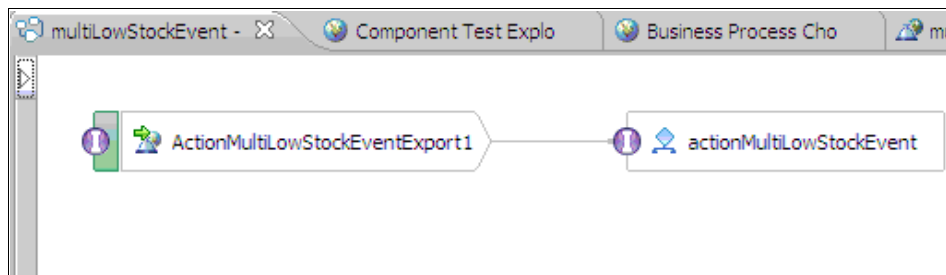 multiLowStockEvent - Component Test Explo Business Process Cho m
ActionMultiLowStockEventExport1 actionMultiLowStockEvent